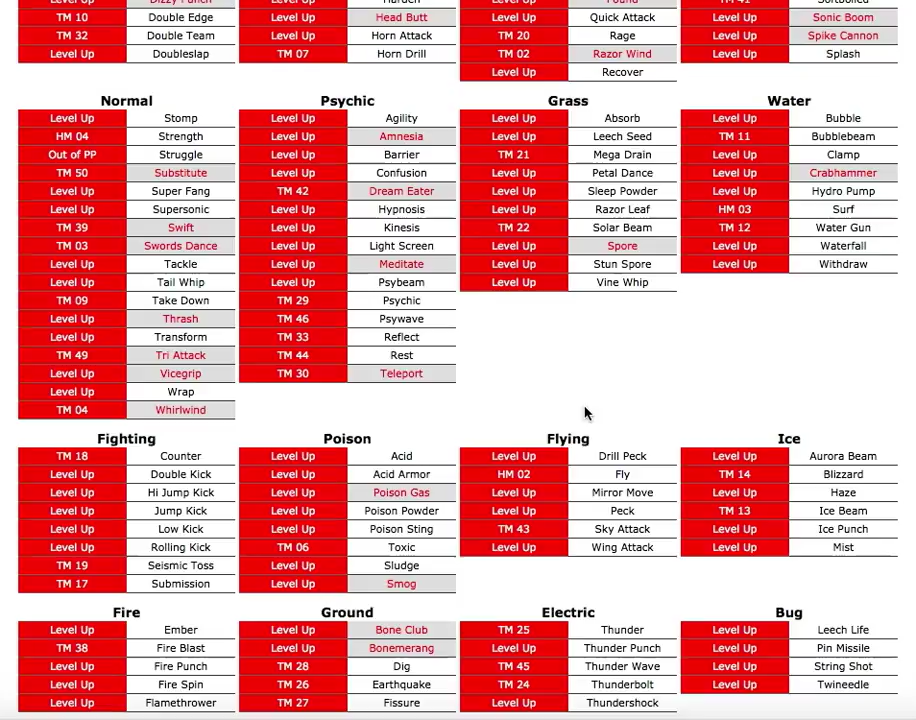 Dizzy Punch Harden Pound TM 41 Softboiled
TM 10 Double Edge Level Up Head Butt Level Up Quick Attack Level Up Sonic Boom
TM 32 Double Team Level Up Horn Attack TM 20 Rage Level Up Spike Cannon
Level Up Doubleslap TM 07 Horn Drill TM 02 Razor Wind Level Up Splash
Level Up Recover
Normal Psychic Grass Water
Level Up Stomp Level Up Agility Level Up Absorb Level Up Bubble
HM 04 Strength Level Up Amnesia Level Up Leech Seed TM 11 Bubblebeam
Out of PP Struggle Level Up Barrier TM 21 Mega Drain Level Up Clamp
TM 50 Substitute Level Up Confusion Level Up Petal Dance Level Up Crabhammer
Level Up Super Fang TM 42 Dream Eater Level Up Sleep Powder Level Up Hydro Pump
Level Up Supersonic Level Up Hypnosis Level Up Razor Leaf HM 03 Surf
TM 39 Swift Level Up Kinesis TM 22 Solar Beam TM 12 Water Gun
TM 03 Swords Dance Level Up Light Screen Level Up Spore Level Up Waterfall
Level Up Tackle Level Up Meditate Level Up Stun Spore Level Up Withdraw
Level Up Tail Whip Level Up Psybeam Level Up Vine Whip
TM 09 Take Down TM 29 Psychic
Level Up Thrash TM 46 Psywave
Level Up Transform TM 33 Reflect
TM 49 Tri Attack TM 44 Rest
Level Up Vicegrip TM 30 Teleport
Level Up Wrap
TM 04 Whirlwind
Fighting Poison Flying Ice
TM 18 Counter Level Up Acid Level Up Drill Peck Level Up Aurora Beam
Level Up Double Kick Level Up Acid Armor HM 02 Fly TM 14 Blizzard
Level Up Hi Jump Kick Level Up Poison Gas Level Up Mirror Move Level Up Haze
Level Up Jump Kick Level Up Poison Powder Level Up Peck TM 13 Ice Beam
Level Up Low Kick Level Up Poison Sting TM 43 Sky Attack Level Up Ice Punch
Level Up Rolling Kick TM 06 Toxic Level Up Wing Attack Level Up Mist
TM 19 Seismic Toss Level Up Sludge
TM 17 Submission Level Up Smog
Fire Ground Electric Bug
Level Up Ember Level Up Bone Club TM 25 Thunder Level Up Leech Life
TM 38 Fire Blast Level Up Bonemerang Level Up Thunder Punch Level Up Pin Missile
Level Up Fire Punch TM 28 Dig TM 45 Thunder Wave Level Up String Shot
Level Up Fire Spin TM 26 Earthquake TM 24 Thunderbolt Level Up Twineedle
Level Up Flamethrower TM 27 Fissure Level Up Thundershock